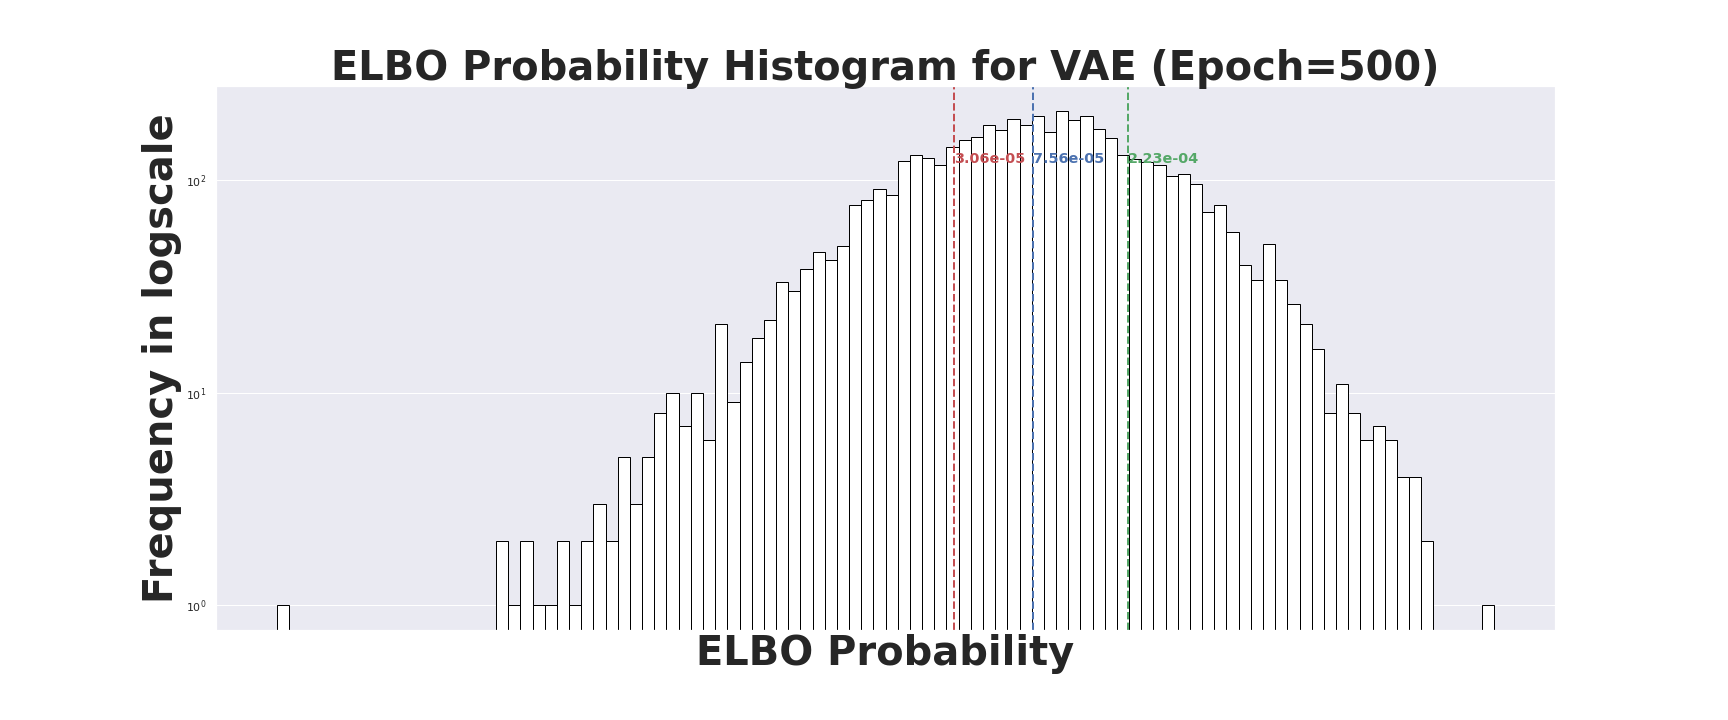 ELBO Probability Histogram for VAE (Epoch=500)
Frequency in logscale
10²
10¹
10⁰
3.06e-05
7.56e-05
2.23e-04
ELBO Probability